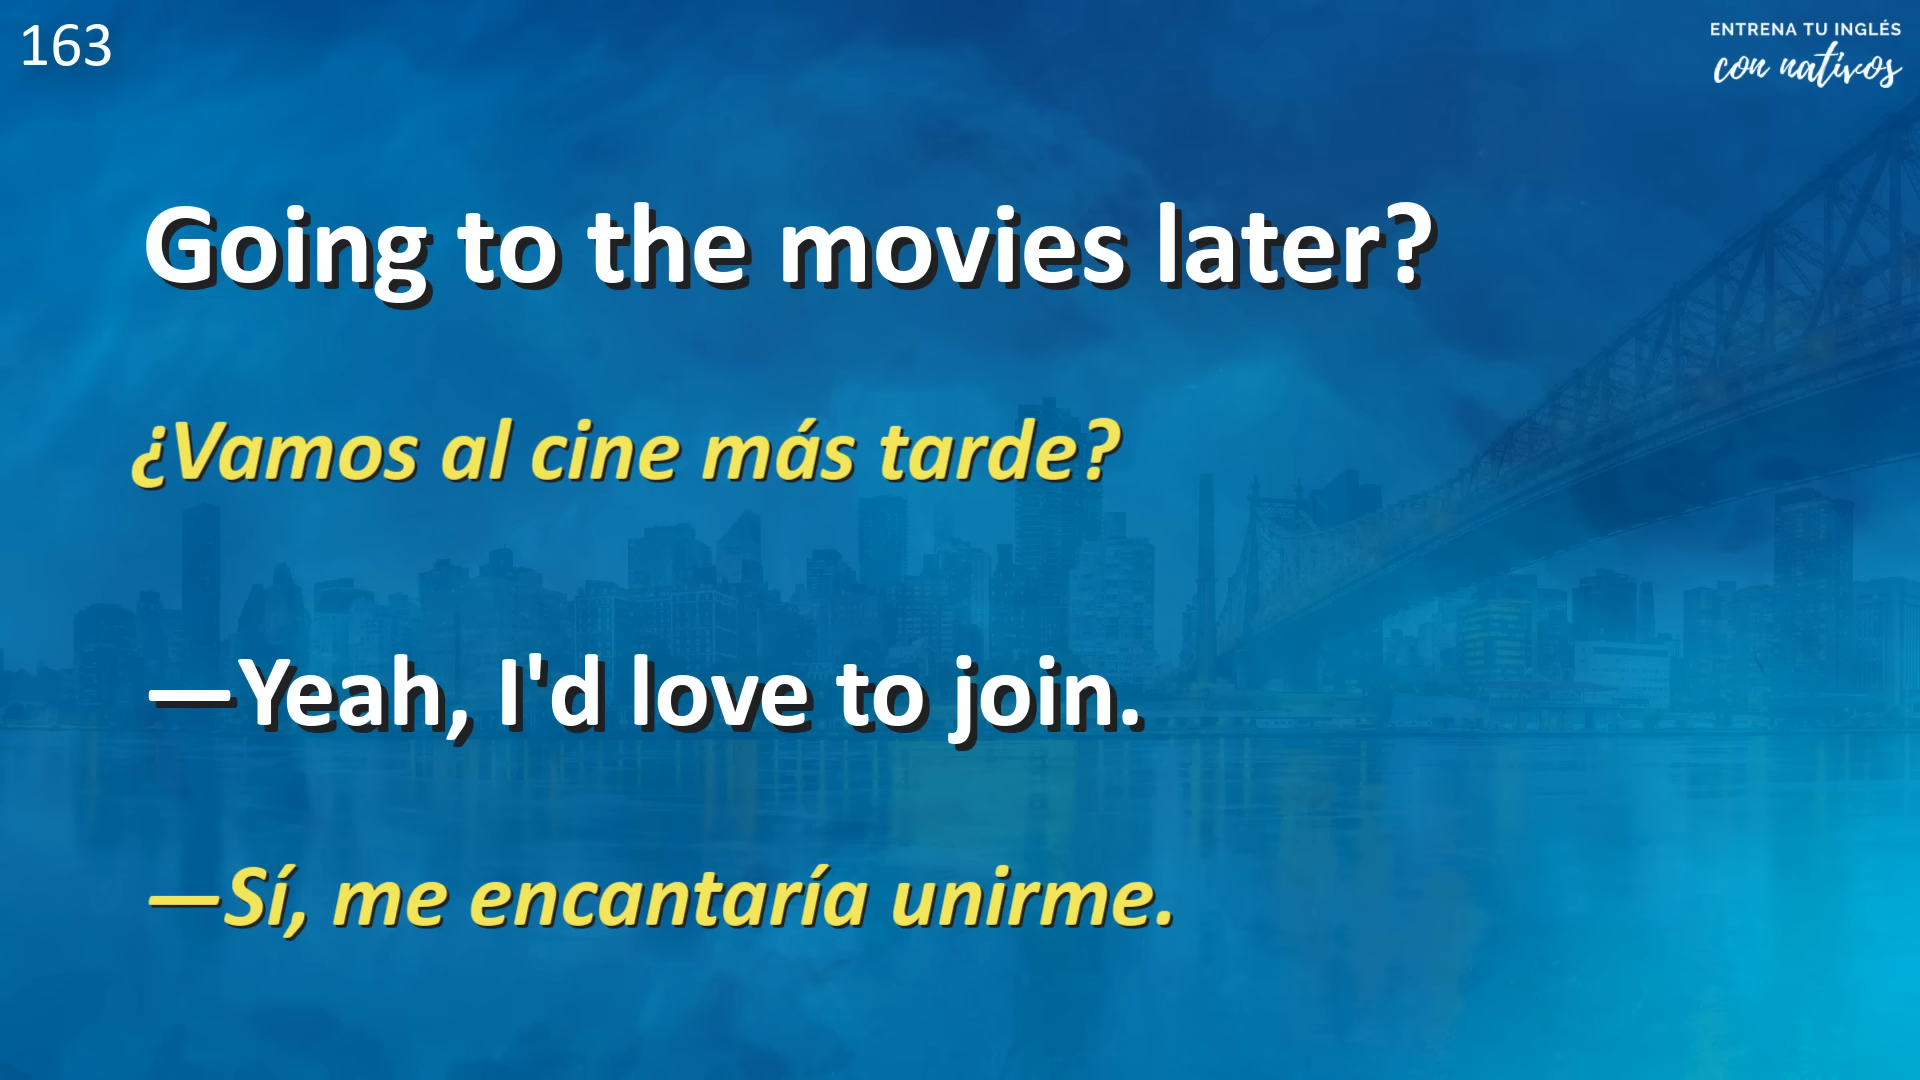 163
ENTRENA TU INGLÉS
con nativos
Going to the movies later?
¿Vamos al cine más tarde?
—Yeah, I'd love to join.
—Sí, me encantaría unirme.